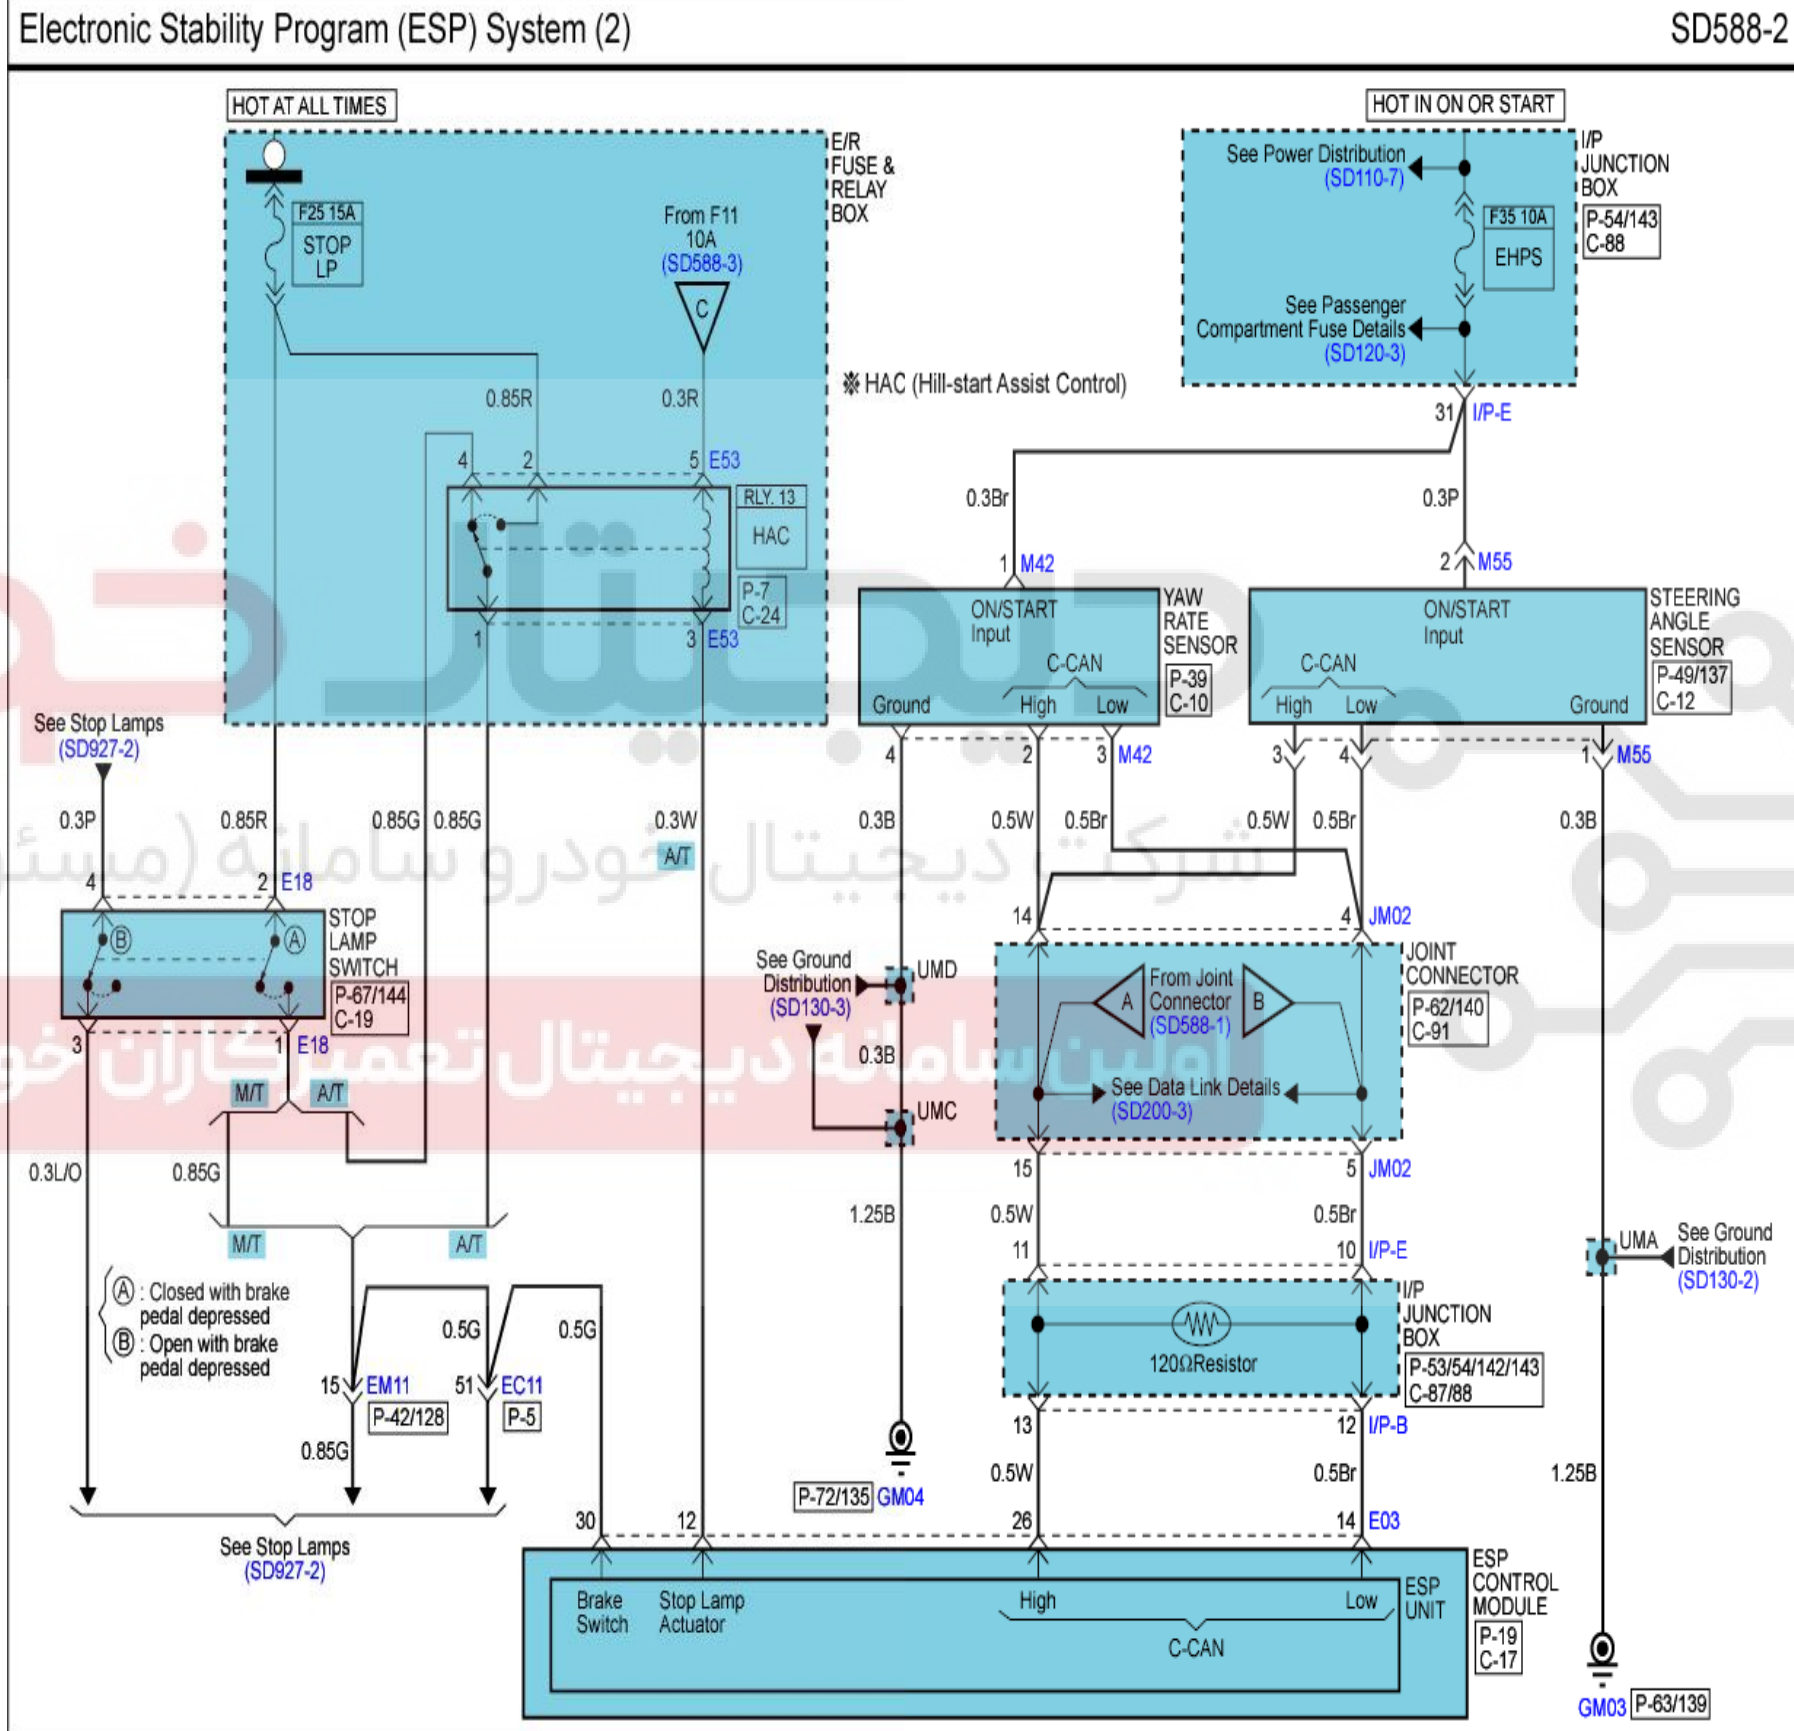 Electronic Stability Program (ESP) System (2)
SD588-2
HOT AT ALL TIMES
E/R
FUSE &
RELAY
BOX
F25 15A
STOP
LP
From F11
10A
(SD588-3)
C
0.85R
0.3R
※ HAC (Hill-start Assist Control)
4
2
5
E53
RLY. 13
HAC
P-7
C-24
1
3
E53
HOT IN ON OR START
See Power Distribution
(SD110-7)
I/P
JUNCTION
BOX
P-54/143
C-88
F35 10A
EHPS
See Passenger
Compartment Fuse Details
(SD120-3)
31
I/P-E
0.3Br
0.3P
1
M42
2
M55
ON/START
Input
C-CAN
Ground
High
Low
YAW
RATE
SENSOR
P-39
C-10
ON/START
Input
C-CAN
High
Low
Ground
STEERING
ANGLE
SENSOR
P-49/137
C-12
4
2
3
M42
3
4
1
M55
See Stop Lamps
(SD927-2)
0.3P
0.85R
0.85G
0.85G
0.3W
A/T
0.3B
0.5W
0.5Br
0.5W
0.5Br
0.3B
دیجیتال خو
شرکت دیجیتال خودرو سامانه (مسئو
اولین سامانه دیجیتال تعمیرکاران خو
4
2
E18
B
A
STOP
LAMP
SWITCH
P-67/144
C-19
3
1
E18
M/T
A/T
0.3L/O
0.85G
M/T
A/T
14
4
JM02
See Ground
Distribution
(SD130-3)
UMD
0.3B
UMC
A
From Joint
Connector
(SD588-1)
B
See Data Link Details
(SD200-3)
JOINT
CONNECTOR
P-62/140
C-91
15
5
JM02
1.25B
0.5W
0.5Br
11
10
I/P-E
UMA
See Ground
Distribution
(SD130-2)
A : Closed with brake
pedal depressed
B : Open with brake
pedal depressed
0.5G
0.5G
120ΩResistor
I/P
JUNCTION
BOX
P-53/54/142/143
C-87/88
15
EM11
P-42/128
51
EC11
P-5
13
12
I/P-B
0.85G
0.5W
0.5Br
1.25B
P-72/135
GM04
See Stop Lamps
(SD927-2)
30
12
26
14
E03
Brake
Switch
Stop Lamp
Actuator
High
Low
C-CAN
ESP
UNIT
ESP
CONTROL
MODULE
P-19
C-17
GM03
P-63/139